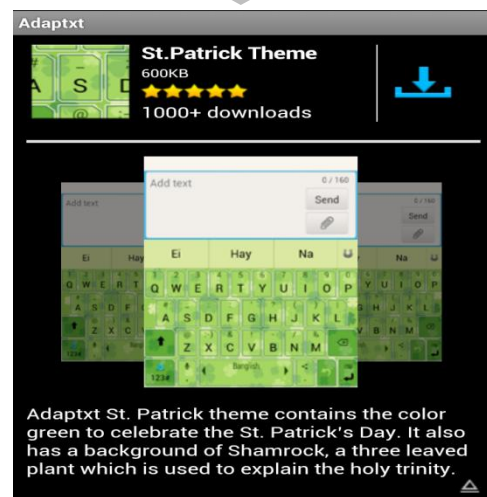 Adaptxt
St.Patrick Theme
600KB
1000+ downloads
Add text
0 / 160
Send
Ei Hay Na
Q W E R T Y U I O P
A S D F G H J K L
Z X C V B N M
123#
Adaptxt St. Patrick theme contains the color
green to celebrate the St. Patrick's Day. It also
has a background of Shamrock, a three leaved
plant which is used to explain the holy trinity.